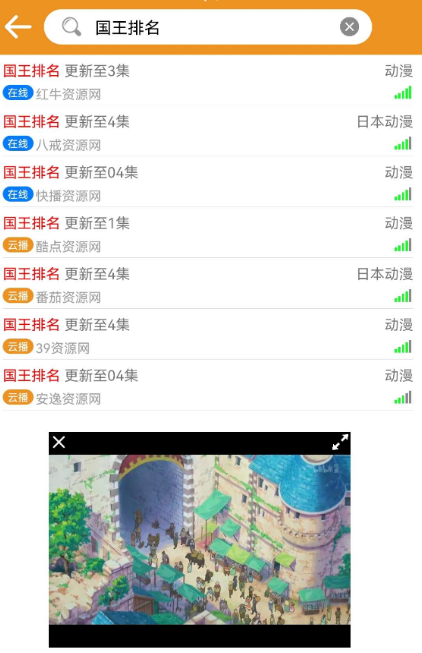 国王排名
国王排名 更新至3集 动漫
在线 红牛资源网
国王排名 更新至4集 日本动漫
在线 八戒资源网
国王排名 更新至04集 动漫
在线 快播资源网
国王排名 更新至1集 动漫
云播 酷点资源网
国王排名 更新至4集 日本动漫
云播 番茄资源网
国王排名 更新至4集 动漫
云播 39资源网
国王排名 更新至04集 动漫
云播 安逸资源网